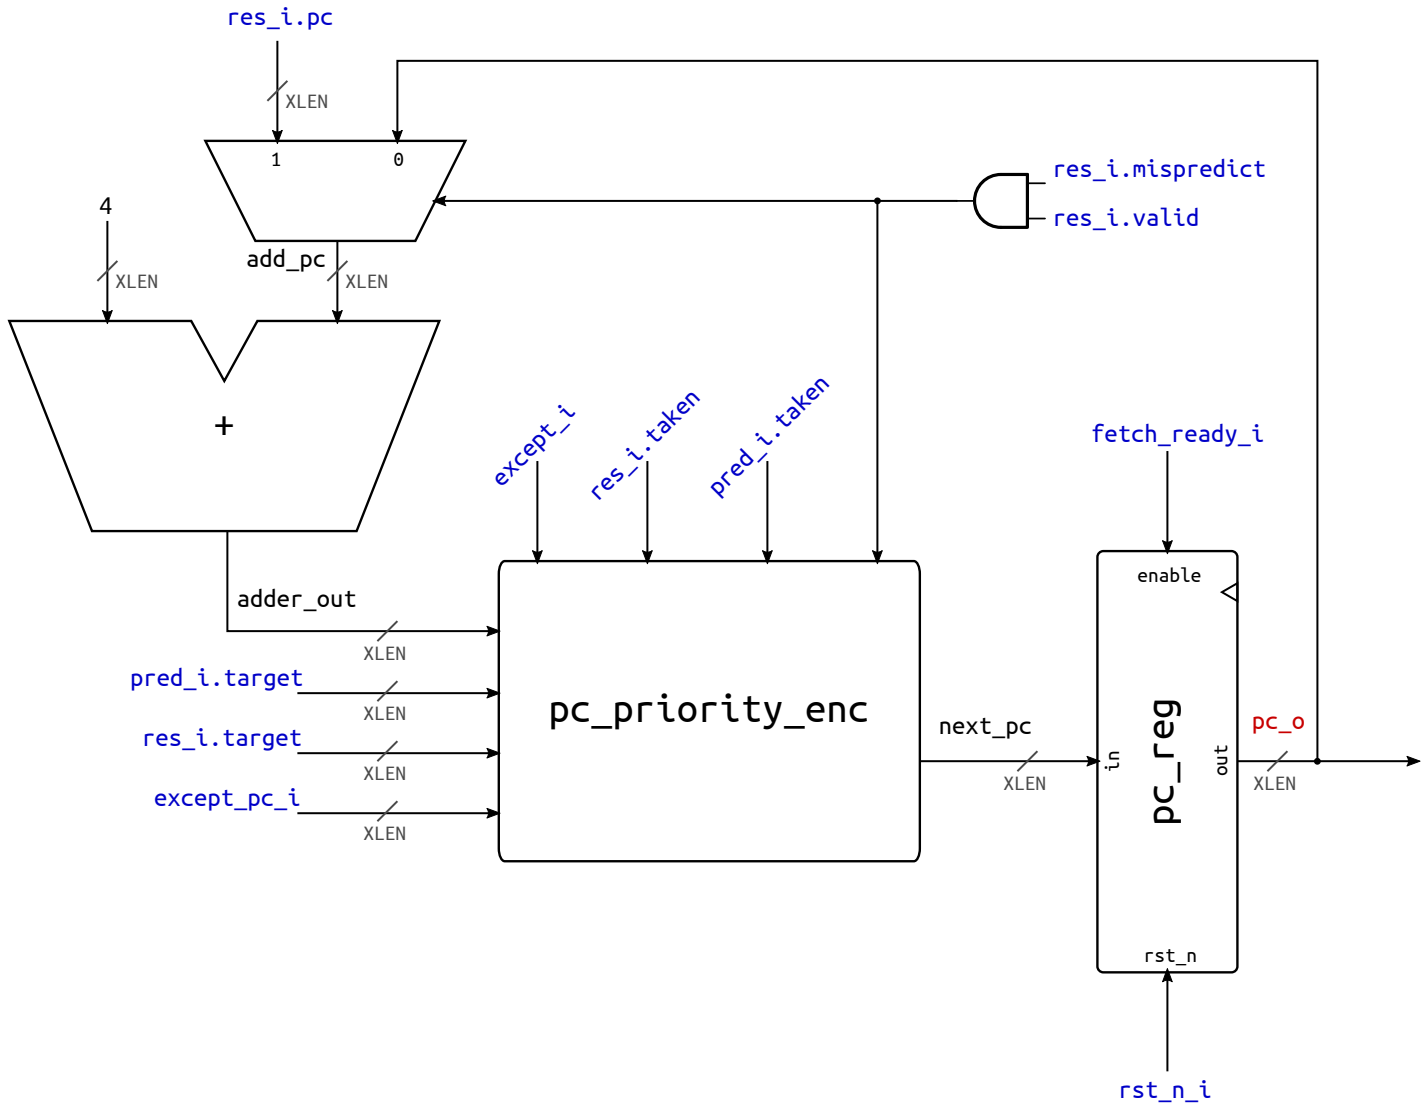 res_i.pc
XLEN
1
0
res_i.mispredict
res_i.valid
4
XLEN
add_pc
XLEN
+
except_i
res_i.taken
pred_i.taken
fetch_ready_i
enable
adder_out
XLEN
pred_i.target
XLEN
res_i.target
XLEN
except_pc_i
XLEN
pc_priority_enc
next_pc
XLEN
in
pc_reg
out
pc_o
XLEN
rst_n
rst_n_i